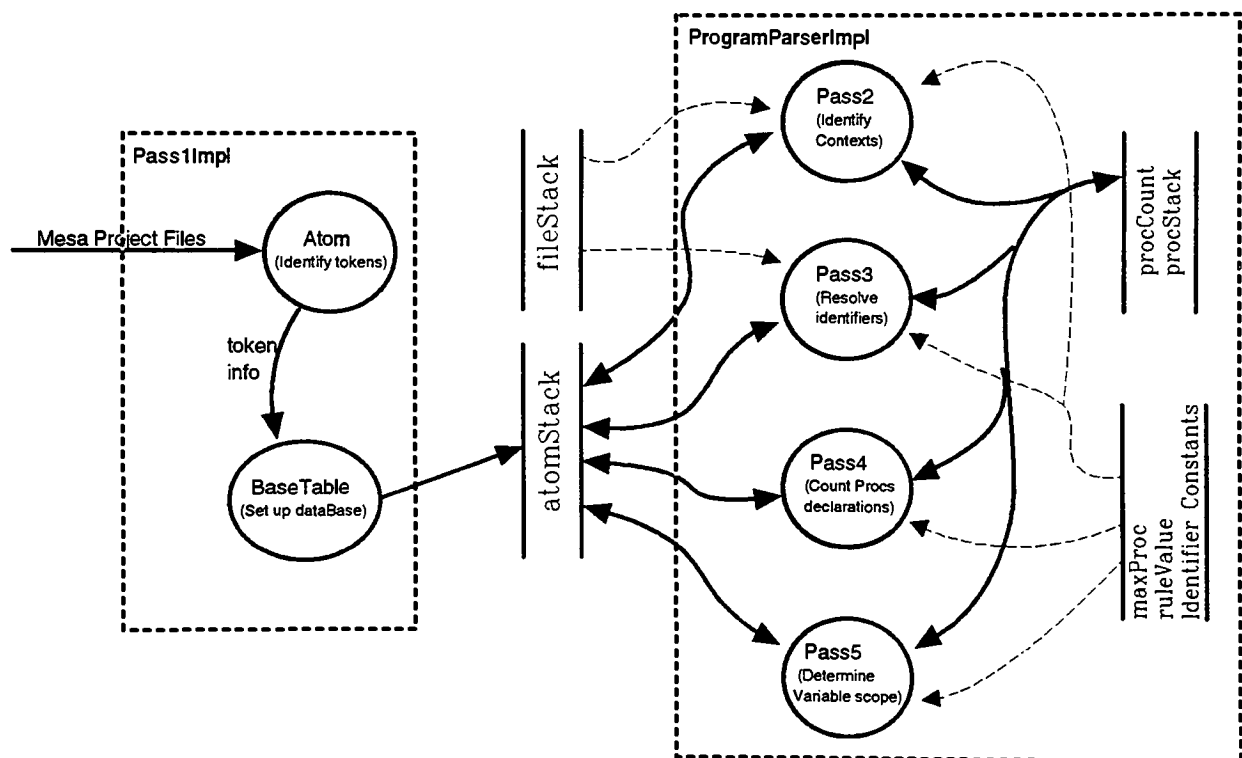 ProgramParserImpl
Pass2
(Identify
Contexts)
Pass1Impl
fileStack
procCount
procStack
Mesa Project Files
Atom
(Identify tokens)
Pass3
(Resolve
identifiers)
token
info
atomStack
BaseTable
(Set up dataBase)
Pass4
(Count Procs
declarations)
maxProc
ruleValue
Identifier Constants
Pass5
(Determine
Variable scope)